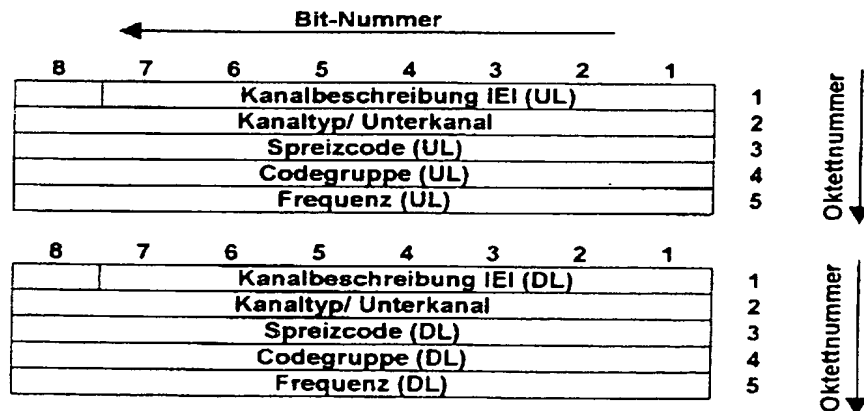 Bit-Nummer
8 7 6 5 4 3 2 1
Kanalbeschreibung IEI (UL) 1
Kanaltyp/ Unterkanal 2
Spreizcode (UL) 3
Codegruppe (UL) 4
Frequenz (UL) 5
Oktettnummer
8 7 6 5 4 3 2 1
Kanalbeschreibung IEI (DL) 1
Kanaltyp/ Unterkanal 2
Spreizcode (DL) 3
Codegruppe (DL) 4
Frequenz (DL) 5
Oktettnummer